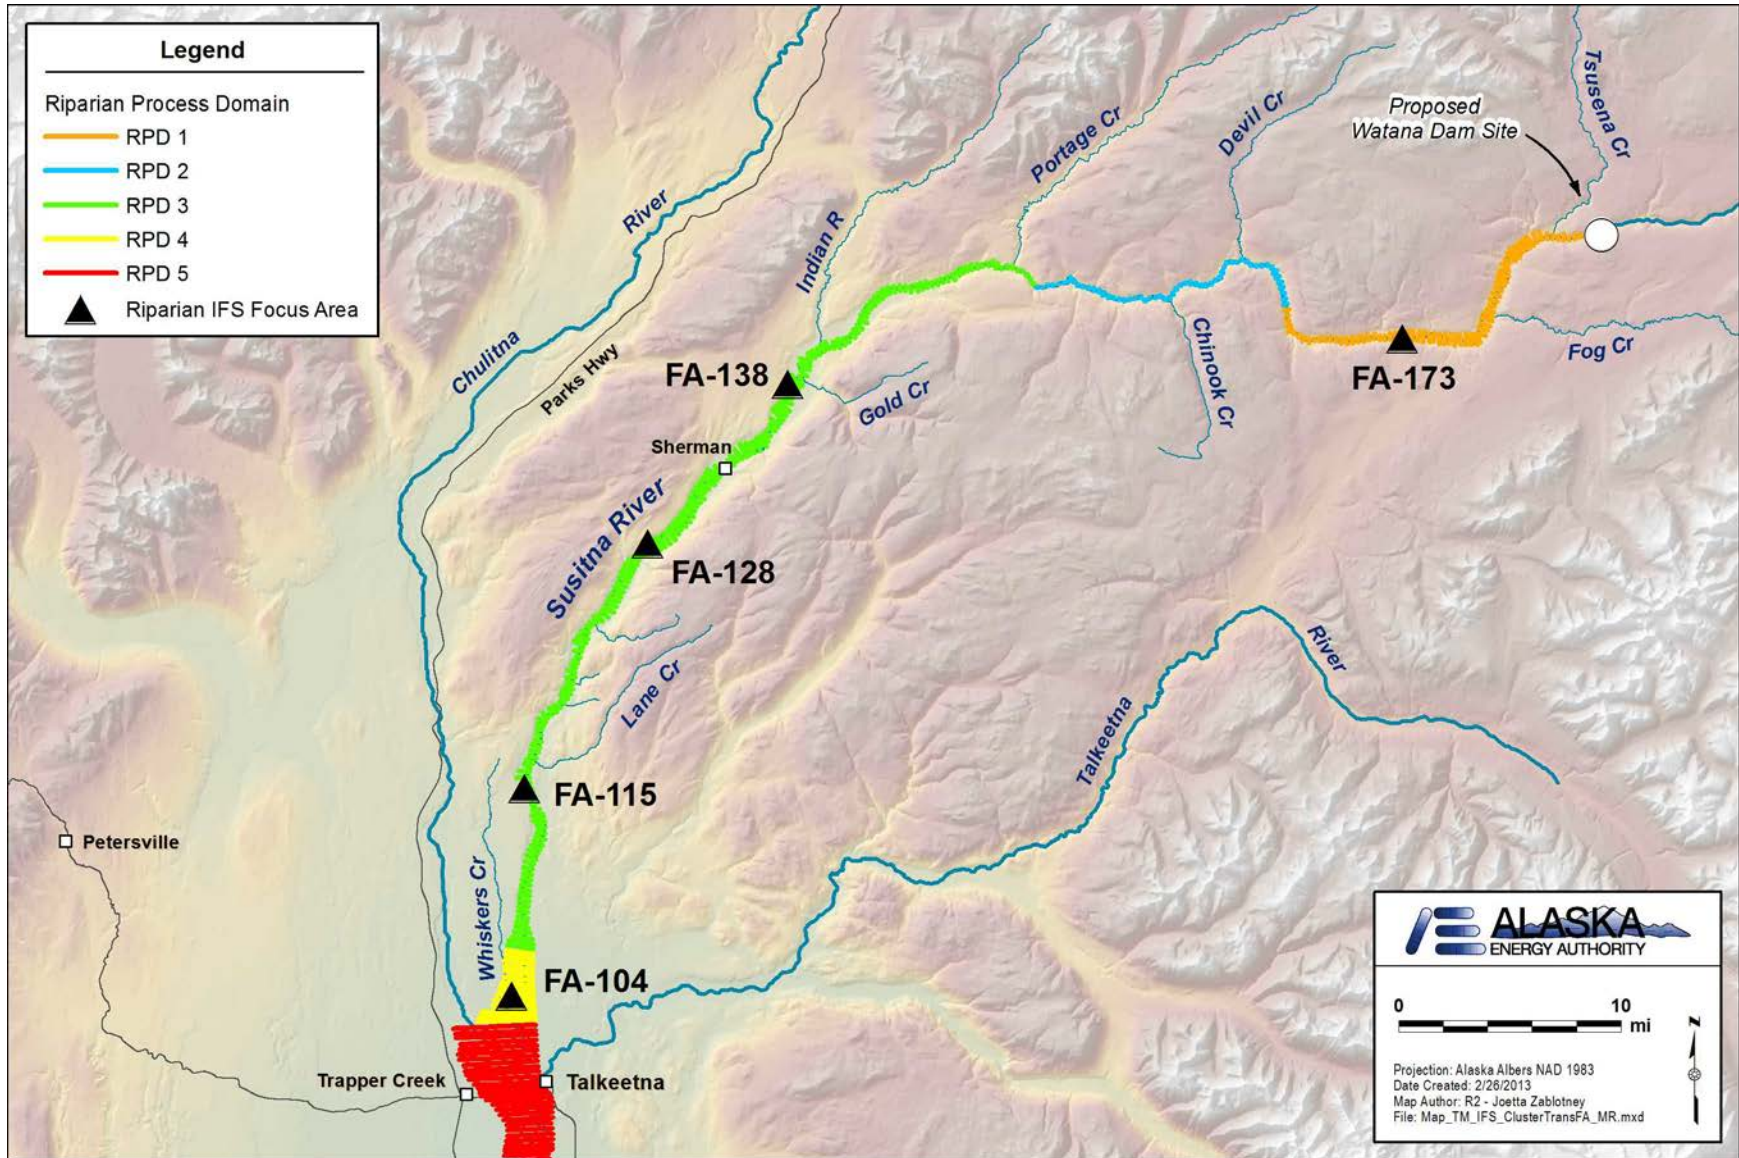 Legend
Riparian Process Domain
RPD 1
RPD 2
RPD 3
RPD 4
RPD 5
Riparian IFS Focus Area
Chulitna
River
Parks Hwy
Indian R
Portage Cr
Devil Cr
Tsusena Cr
Proposed
Watana Dam Site
Fog Cr
FA-173
Chinook Cr
FA-138
Gold Cr
Sherman
Susitna River
FA-128
Lane Cr
FA-115
Talkeetna
River
Petersville
Whiskers Cr
FA-104
Trapper Creek
Talkeetna
ALASKA
ENERGY AUTHORITY
0 10
mi
N
Projection: Alaska Albers NAD 1983
Date Created: 2/26/2013
Map Author: R2 - Joetta Zablotney
File: Map_TM_IFS_ClusterTransFA_MR.mxd